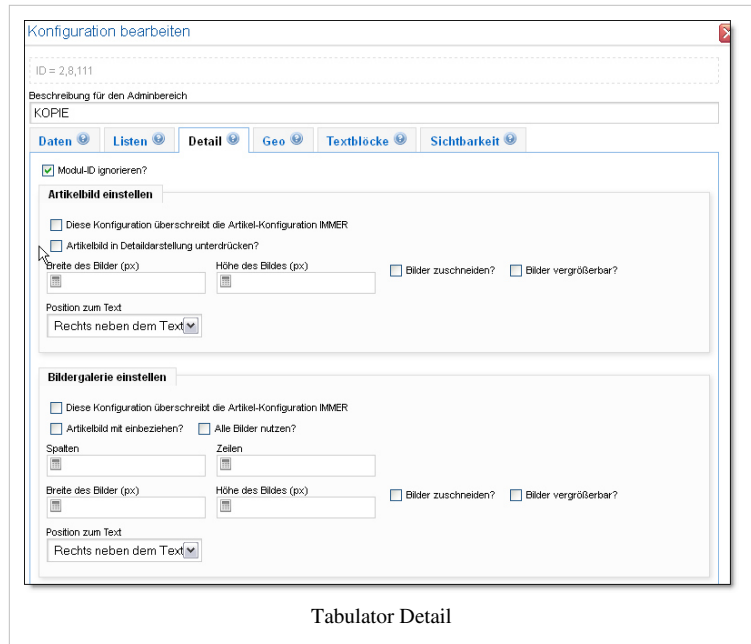 Konfiguration bearbeiten
ID = 2,8,111
Beschreibung für den Adminbereich
KOPIE
Daten Listen Detail Geo Textblöcke Sichtbarkeit
Modul-ID ignorieren?
Artikelbild einstellen
Diese Konfiguration überschreibt die Artikel-Konfiguration IMMER
Artikelbild in Detaildarstellung unterdrücken?
Breite des Bilder (px) Höhe des Bildes (px) Bilder zuschneiden? Bilder vergrößerbar?
Position zum Text
Rechts neben dem Text
Bildergalerie einstellen
Diese Konfiguration überschreibt die Artikel-Konfiguration IMMER
Artikelbild mit einbeziehen? Alle Bilder nutzen?
Spalten Zeilen
Breite des Bilder (px) Höhe des Bildes (px) Bilder zuschneiden? Bilder vergrößerbar?
Position zum Text
Rechts neben dem Text
Tabulator Detail